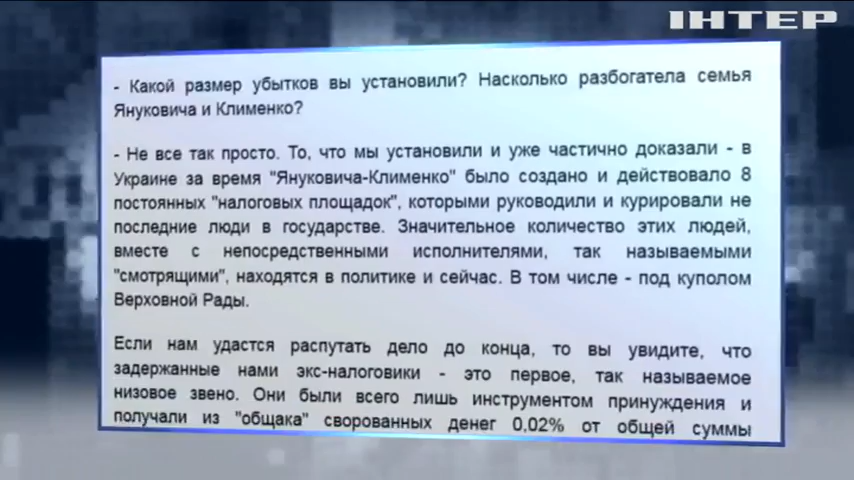 ІНТЕР
- Какой размер убытков вы установили? Насколько разбогатела семья
Януковича и Клименко?
- Не все так просто. То, что мы установили и уже частично доказали - в
Украине за время "Януковича-Клименко" было создано и действовало 8
постоянных "налоговых площадок", которыми руководили и курировали не
последние люди в государстве. Значительное количество этих людей,
вместе с непосредственными исполнителями, так называемыми
"смотрящими", находятся в политике и сейчас. В том числе - под куполом
Верховной Рады.
Если нам удастся распутать дело до конца, то вы увидите, что
задержанные нами экс-налоговики - это первое, так называемое
низовое звено. Они были всего лишь инструментом принуждения и
получали из "общака" сворованных денег 0,02% от общей суммы